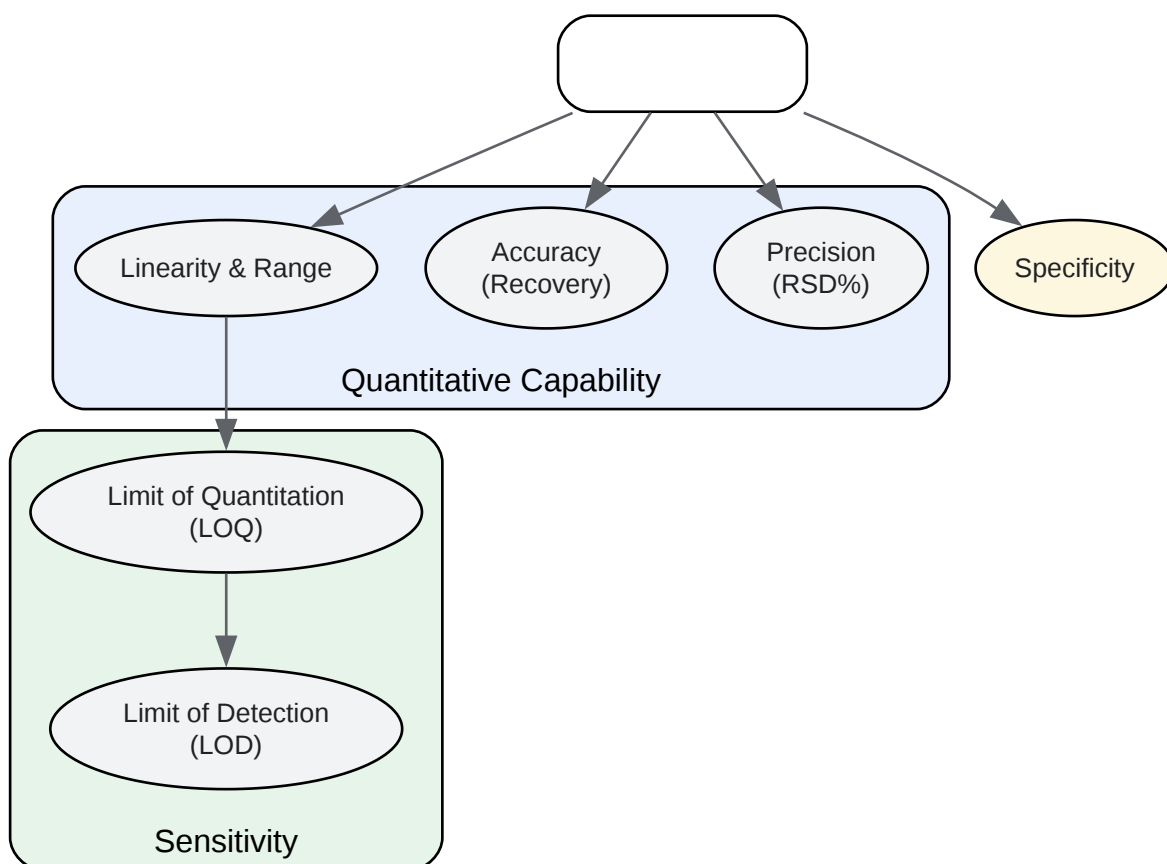 Linearity & Range
Accuracy
(Recovery)
Precision
(RSD%)
Specificity
Quantitative Capability
Limit of Quantitation
(LOQ)
Limit of Detection
(LOD)
Sensitivity